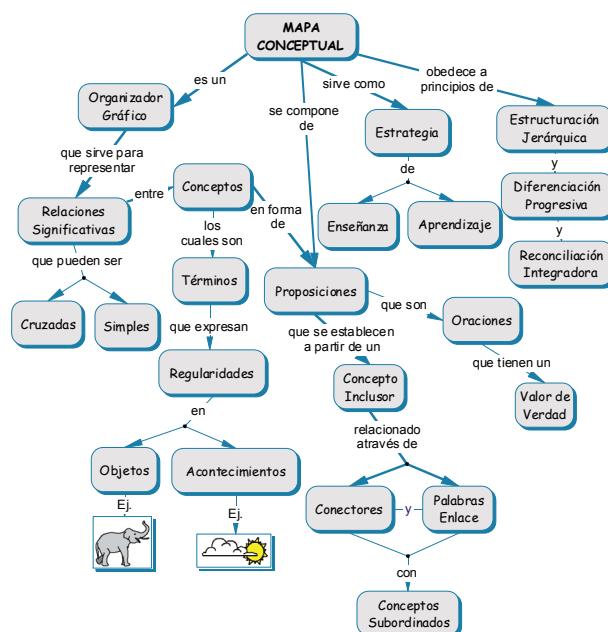 MAPA
CONCEPTUAL
es un
sirve como
obedece a
principios de
se compone
de
Organizador
Gráfico
Estrategia
Estructuración
Jerárquica
que sirve para
representar
de
y
entre
Conceptos
en forma
de
Enseñanza
Aprendizaje
Diferenciación
Progresiva
Relaciones
Significativas
los
cuales son
y
Reconciliación
Integradora
que pueden ser
Términos
Proposiciones
que son
Cruzadas
Simples
Oraciones
que expresan
que se establecen
a partir de un
que tienen un
Regularidades
Concepto
Inclusor
Valor de
Verdad
en
relacionado
através de
Objetos
Acontecimientos
Ej.
Ej.
Conectores
y
Palabras
Enlace
con
Conceptos
Subordinados